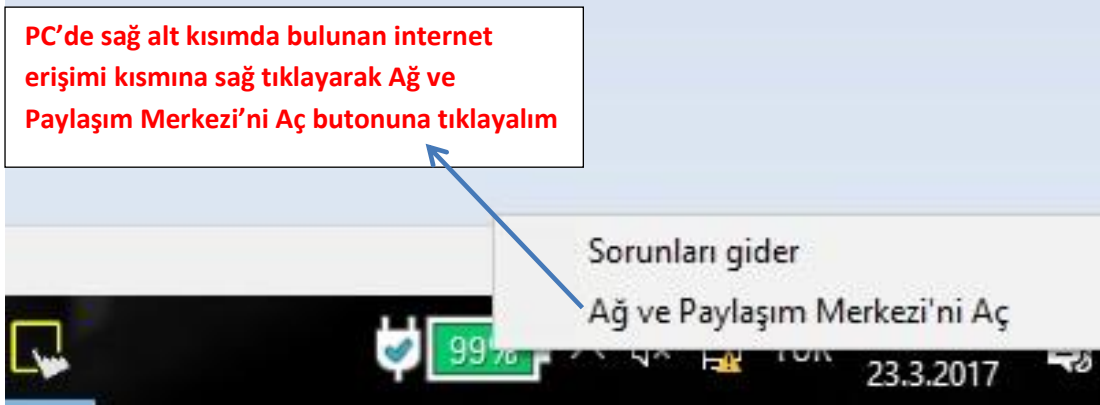 PC’de sağ alt kısımda bulunan internet
erişimi kısmına sağ tıklayarak Ağ ve
Paylaşım Merkezi’ni Aç butonuna tıklayalım
Sorunları gider
Ağ ve Paylaşım Merkezi'ni Aç
99%
TUR
23.3.2017